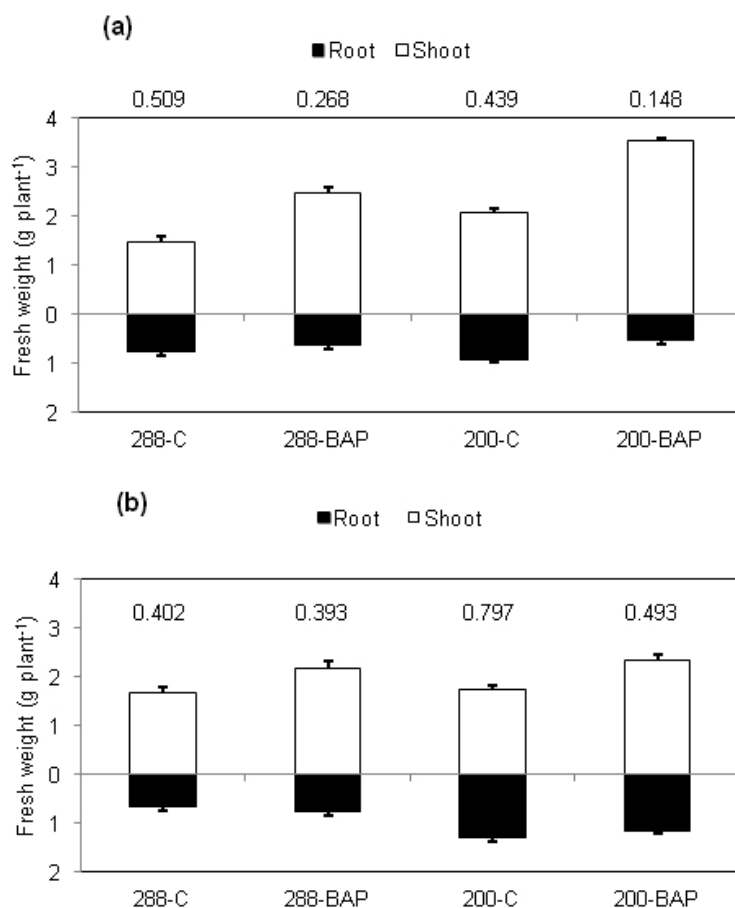 (a)
Root Shoot
0.509 0.268 0.439 0.148
4
3
2
1
0
1
2
Fresh weight (g plant⁻¹)
288-C 288-BAP 200-C 200-BAP
(b)
Root Shoot
4
0.402 0.393 0.797 0.493
3
2
1
0
1
2
Fresh weight (g plant⁻¹)
288-C 288-BAP 200-C 200-BAP